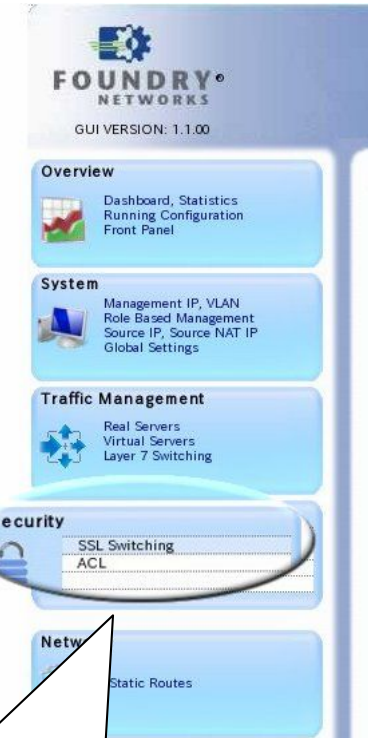 FOUNDRY®
NETWORKS
GUI VERSION: 1.1.00
Overview
Dashboard, Statistics
Running Configuration
Front Panel
System
Management IP, VLAN
Role Based Management
Source IP, Source NAT IP
Global Settings
Traffic Management
Real Servers
Virtual Servers
Layer 7 Switching
ecurity
SSL Switching
ACL
Netw
Static Routes